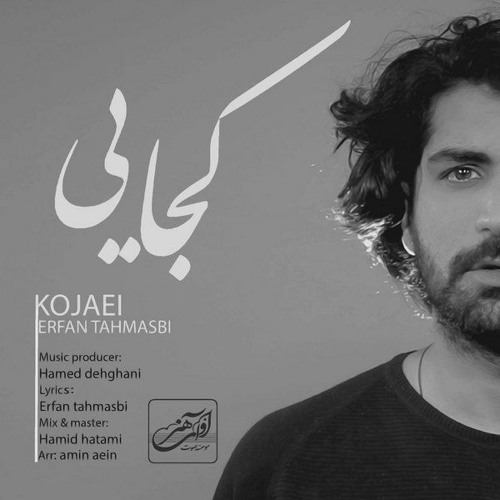 کجایی
KOJAEI
ERFAN TAHMASBI
Music producer:
Hamed dehghani
Lyrics:
Erfan tahmasbi
Mix & master:
Hamid hatami
Arr: amin aein